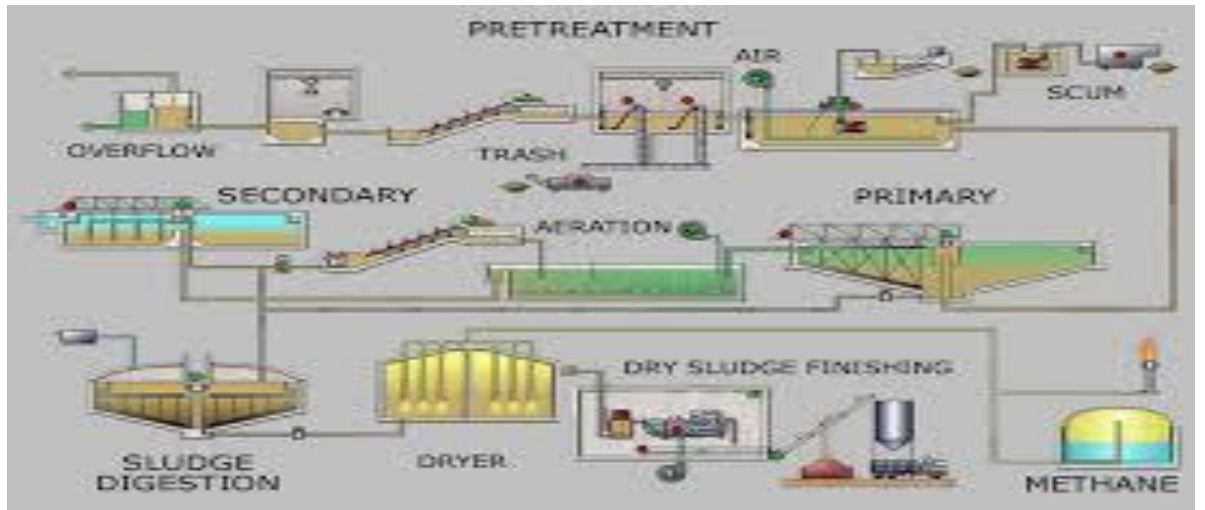 PRETREATMENT
AIR
SCUM
OVERFLOW
TRASH
SECONDARY
PRIMARY
AERATION
DRY SLUDGE FINISHING
SLUDGE
DIGESTION
DRYER
METHANE